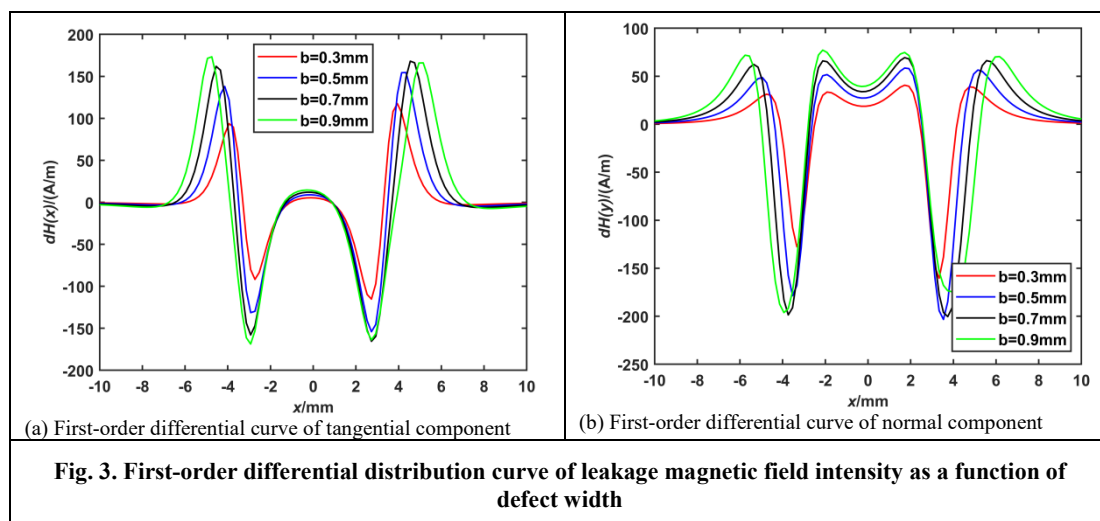 200
150
100
50
0
-50
-100
-150
-200
dH(x)/(A/m)
b=0.3mm
b=0.5mm
b=0.7mm
b=0.9mm
-10 -8 -6 -4 -2 0 2 4 6 8 10
x/mm
(a) First-order differential curve of tangential component
100
50
0
-50
-100
-150
-200
-250
dH(y)/(A/m)
b=0.3mm
b=0.5mm
b=0.7mm
b=0.9mm
-10 -8 -6 -4 -2 0 2 4 6 8 10
x/mm
(b) First-order differential curve of normal component
Fig. 3. First-order differential distribution curve of leakage magnetic field intensity as a function of
defect width